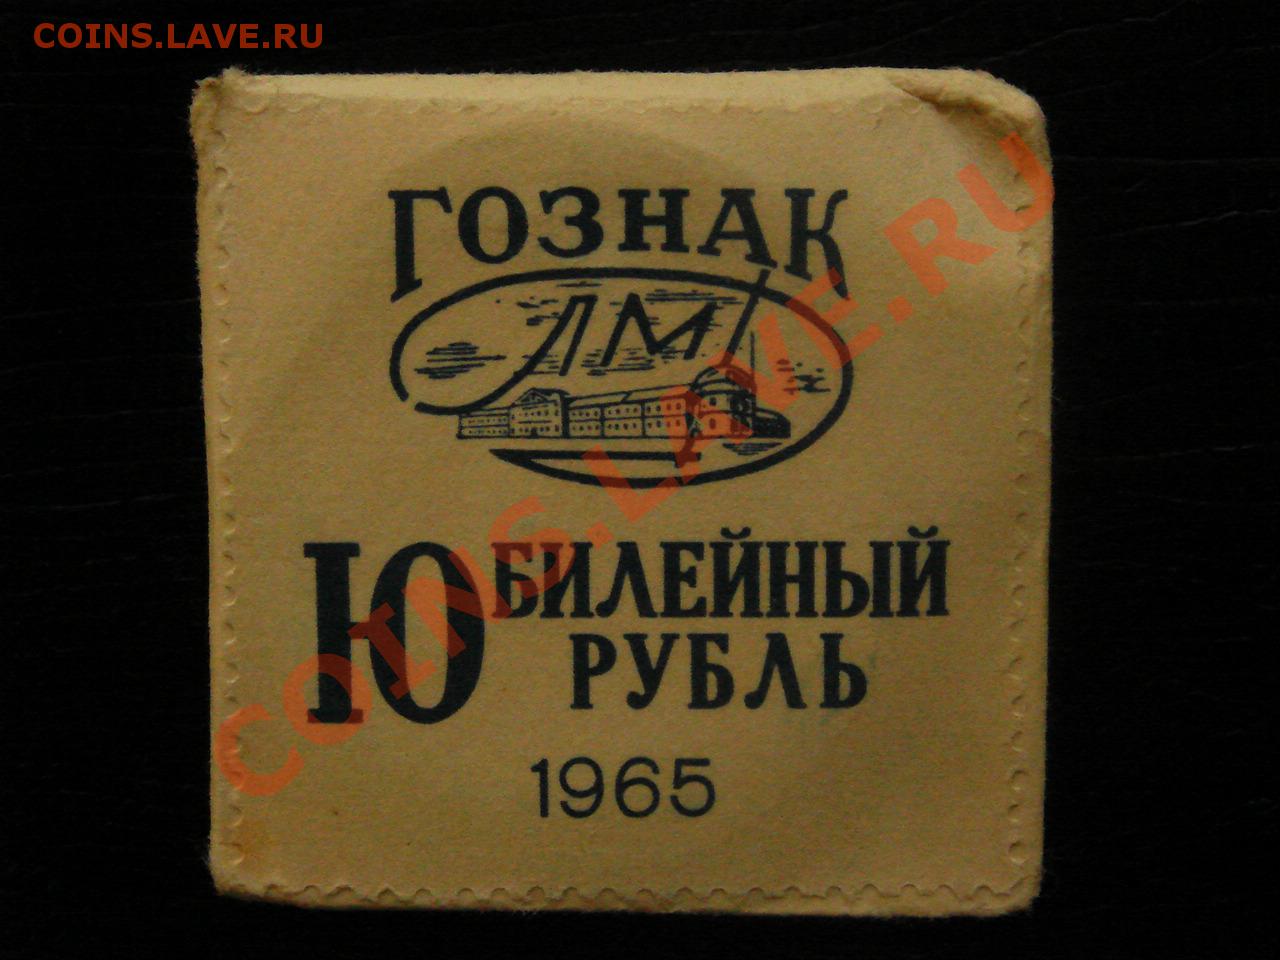 COINS.LAVE.RU
ГОЗНАК
ЛМ
ЮБИЛЕЙНЫЙ
РУБЛЬ
1965
COINS.LAVE.RU